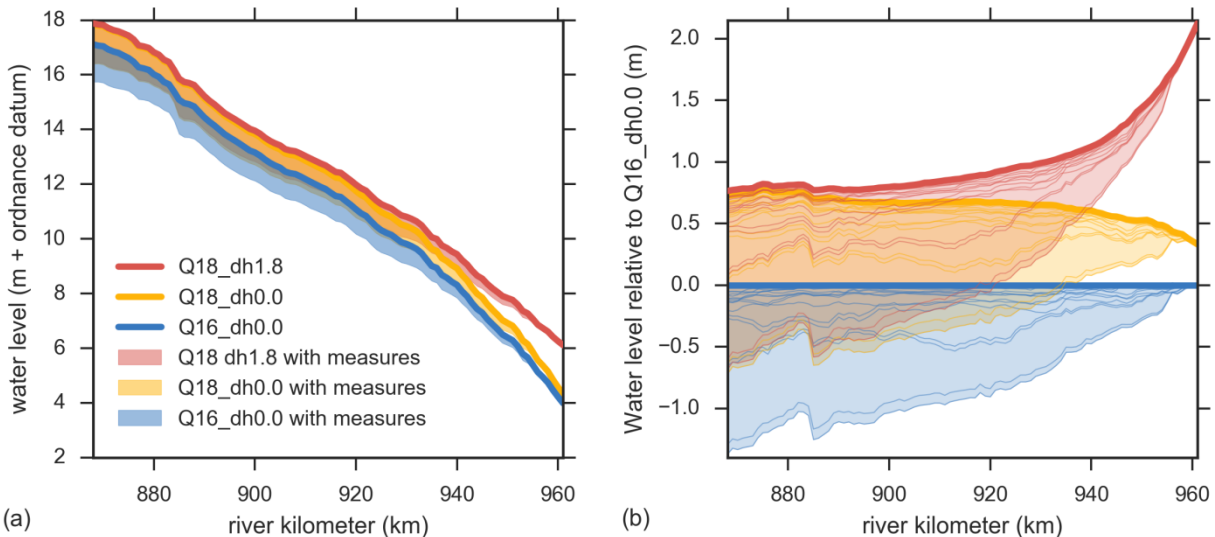 18
16
14
12
10
8
6
4
2
water level (m + ordnance datum)
Q18_dh1.8
Q18_dh0.0
Q16_dh0.0
Q18 dh1.8 with measures
Q18_dh0.0 with measures
Q16_dh0.0 with measures
880 900 920 940 960
river kilometer (km)
(a)
2.0
1.5
1.0
0.5
0.0
−0.5
−1.0
Water level relative to Q16_dh0.0 (m)
880 900 920 940 960
river kilometer (km)
(b)